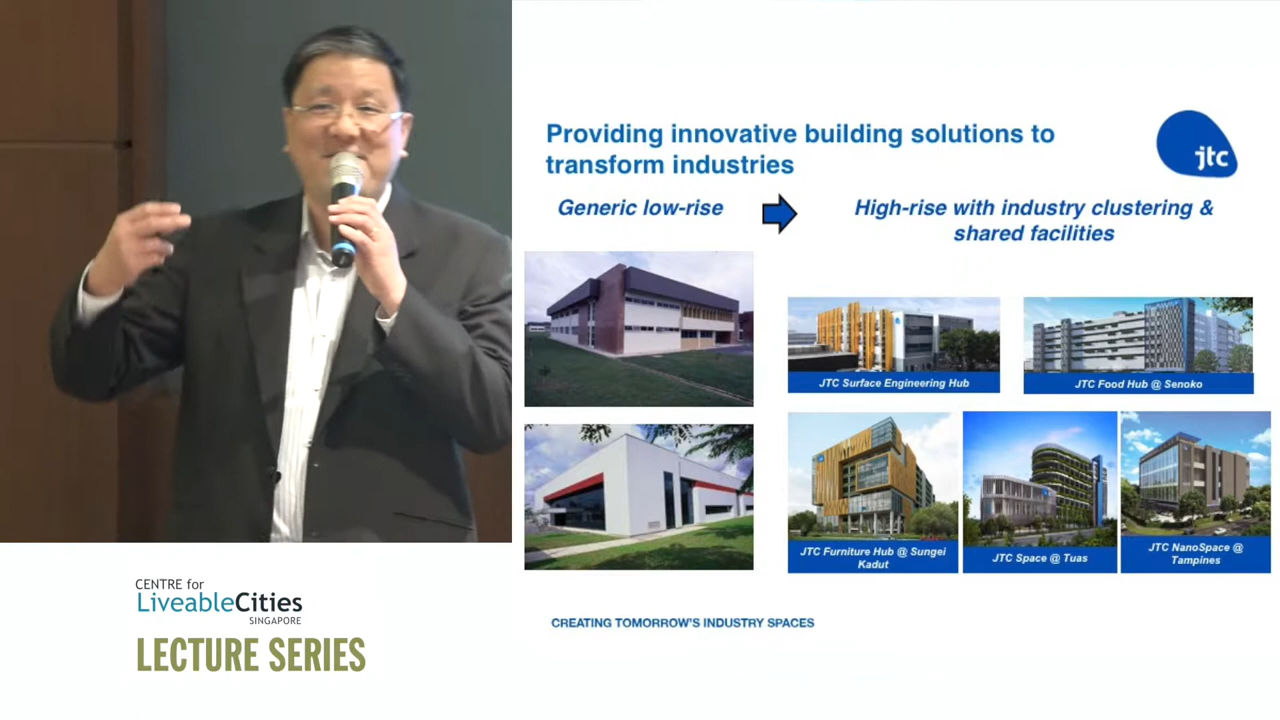 Providing innovative building solutions to
transform industries
jtc
Generic low-rise
High-rise with industry clustering &
shared facilities
JTC Surface Engineering Hub
JTC Food Hub @ Senoko
JTC Furniture Hub @ Sungei
Kadut
JTC Space @ Tuas
JTC NanoSpace @
Tampines
CREATING TOMORROW'S INDUSTRY SPACES
CENTRE for
LiveableCities
SINGAPORE
LECTURE SERIES